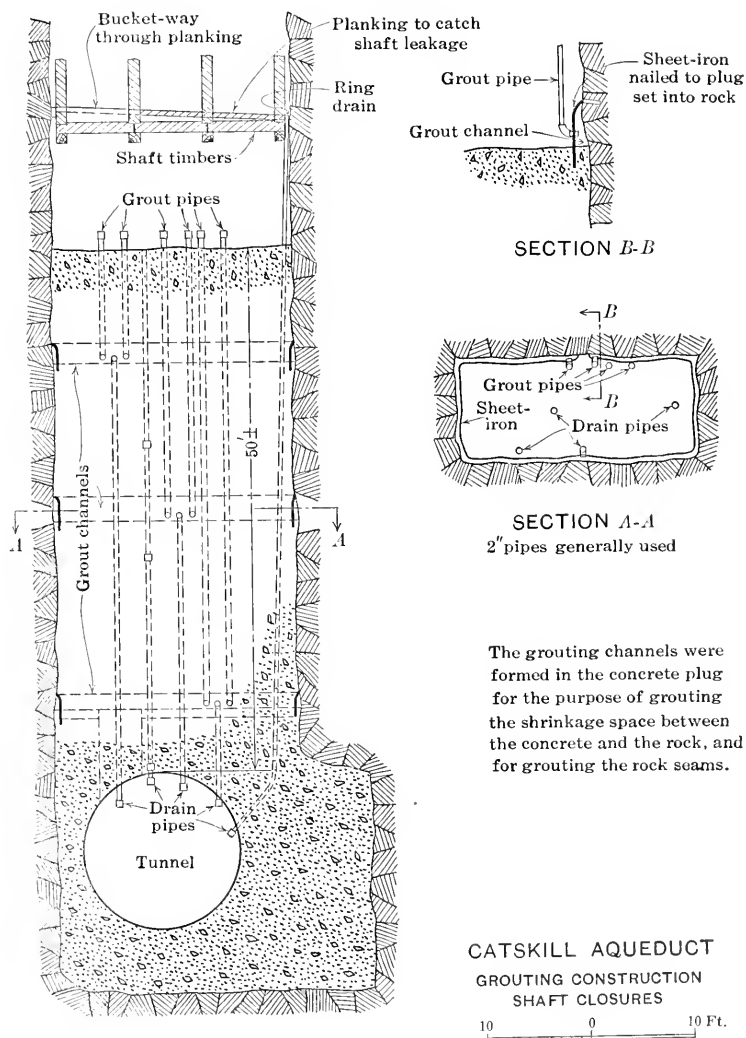 Bucket-way
through planking
Planking to catch
shaft leakage
Ring
drain
Shaft timbers
Grout pipes
50'±
Grout channels
A
A
Drain
pipes
Tunnel
Grout pipe
Sheet-iron
nailed to plug
set into rock
Grout channel
SECTION B-B
B
Grout pipes
B
Sheet-
iron
Drain pipes
SECTION A-A
2" pipes generally used
The grouting channels were
formed in the concrete plug
for the purpose of grouting
the shrinkage space between
the concrete and the rock, and
for grouting the rock seams.
CATSKILL AQUEDUCT
GROUTING CONSTRUCTION
SHAFT CLOSURES
10 0 10 Ft.